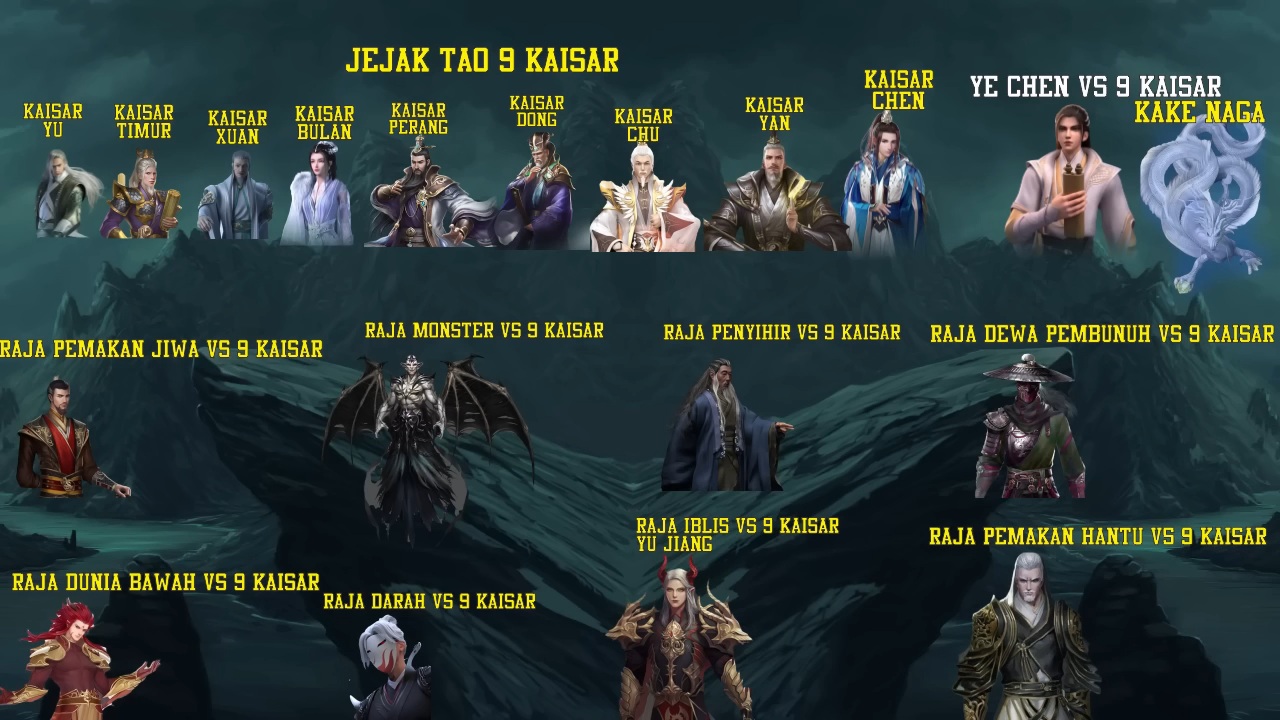 JEJAK TAO 9 KAISAR
KAISAR
YU
KAISAR
TIMUR
KAISAR
XUAN
KAISAR
BULAN
KAISAR
PERANG
KAISAR
DONG
KAISAR
CHU
KAISAR
YAN
KAISAR
CHEN
YE CHEN VS 9 KAISAR
KAKE NAGA
RAJA PEMAKAN JIWA VS 9 KAISAR
RAJA MONSTER VS 9 KAISAR
RAJA PENYIHIR VS 9 KAISAR
RAJA DEWA PEMBUNUH VS 9 KAISAR
RAJA DUNIA BAWAH VS 9 KAISAR
RAJA DARAH VS 9 KAISAR
RAJA IBLIS VS 9 KAISAR
YU JIANG
RAJA PEMAKAN HANTU VS 9 KAISAR